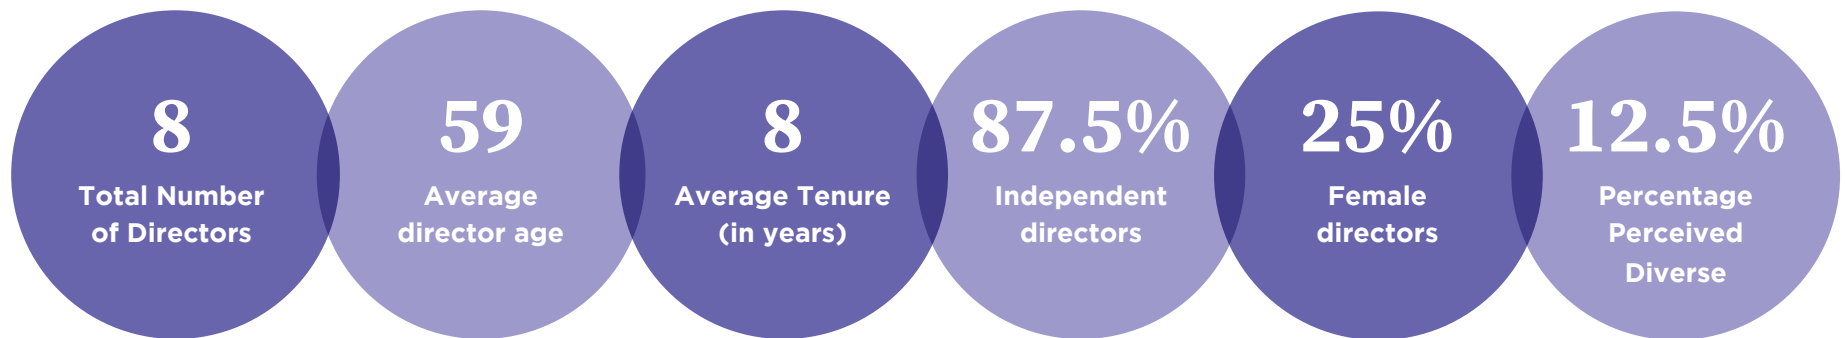 8
Total Number
of Directors
59
Average
director age
8
Average Tenure
(in years)
87.5%
Independent
directors
25%
Female
directors
12.5%
Percentage
Perceived
Diverse